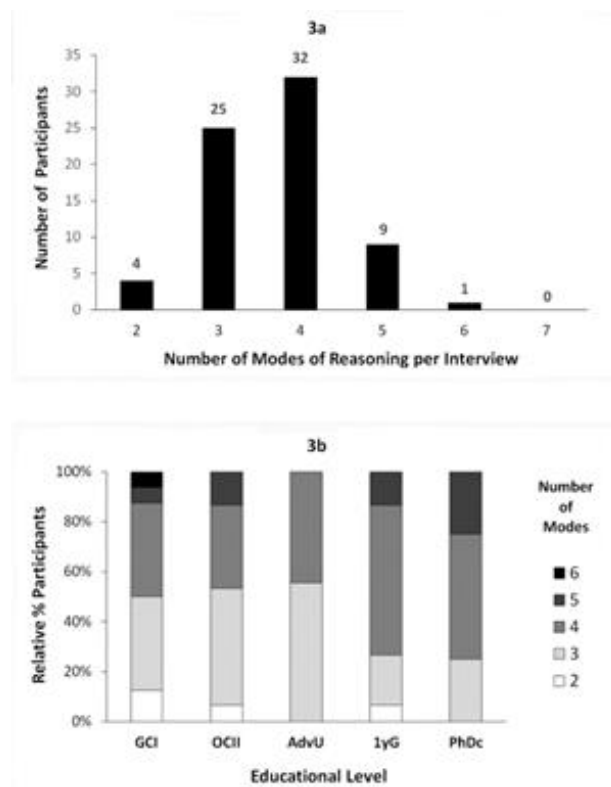 3a
35
30
25
20
15
10
5
0
Number of Participants
4
25
32
9
1
0
2 3 4 5 6 7
Number of Modes of Reasoning per Interview
3b
100%
80%
60%
40%
20%
0%
Relative % Participants
GCI OCII AdvU 1yG PhDc
Educational Level
Number
of
Modes
6
5
4
3
2